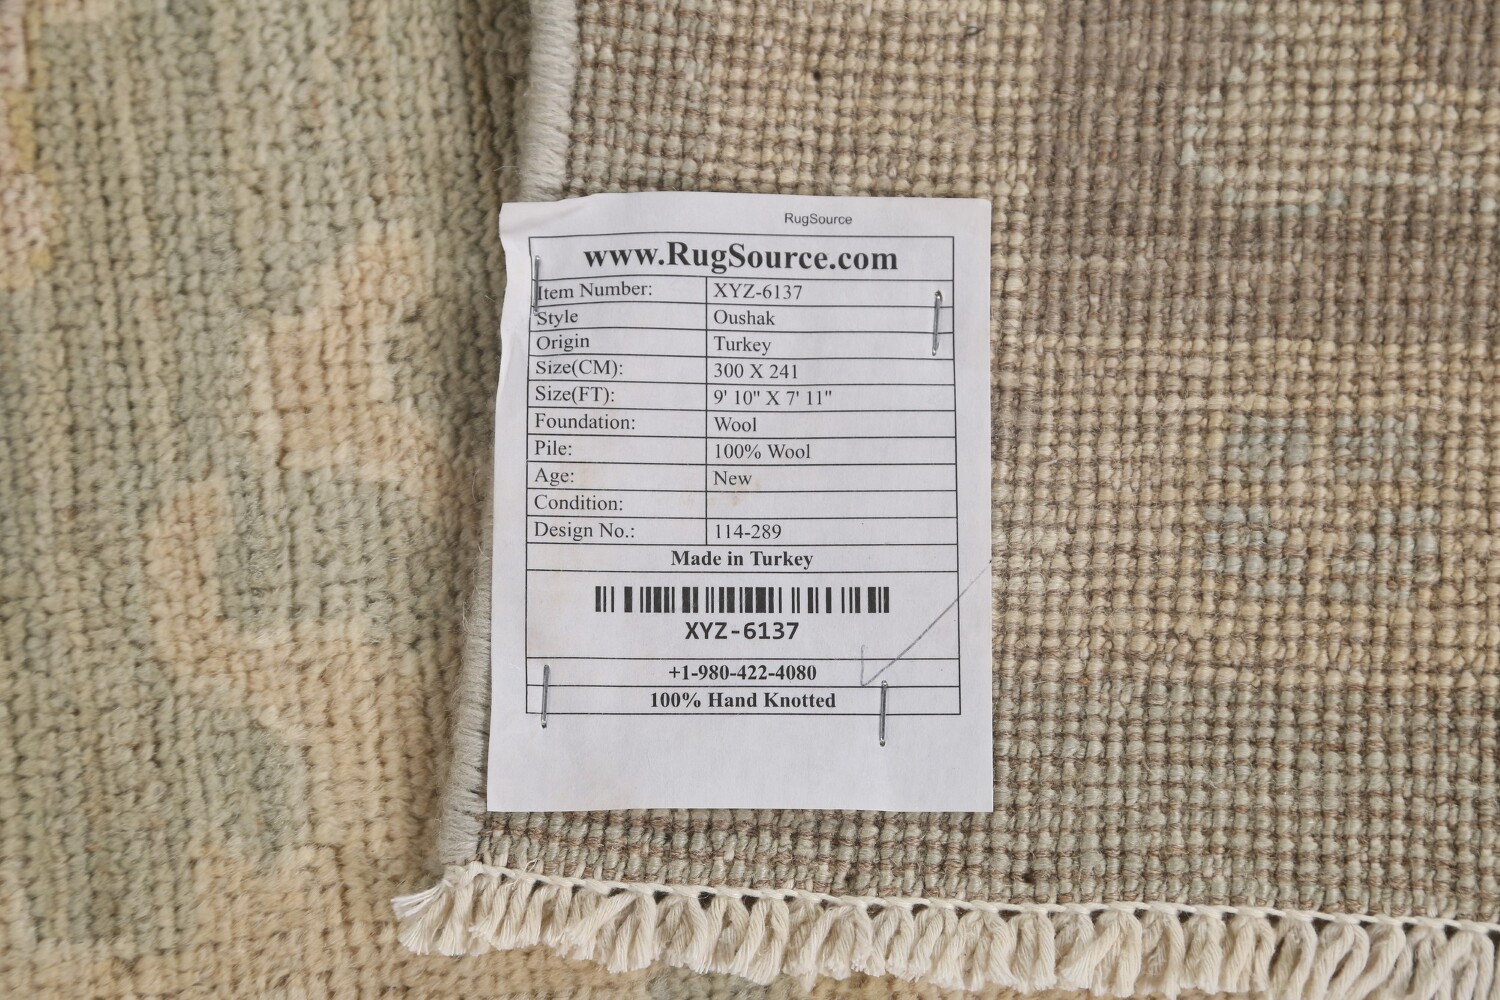 RugSource
www.RugSource.com
Item Number: XYZ-6137
Style Oushak
Origin Turkey
Size(CM): 300 X 241
Size(FT): 9' 10" X 7' 11"
Foundation: Wool
Pile: 100% Wool
Age: New
Condition:
Design No.: 114-289
Made in Turkey
XYZ-6137
+1-980-422-4080
100% Hand Knotted